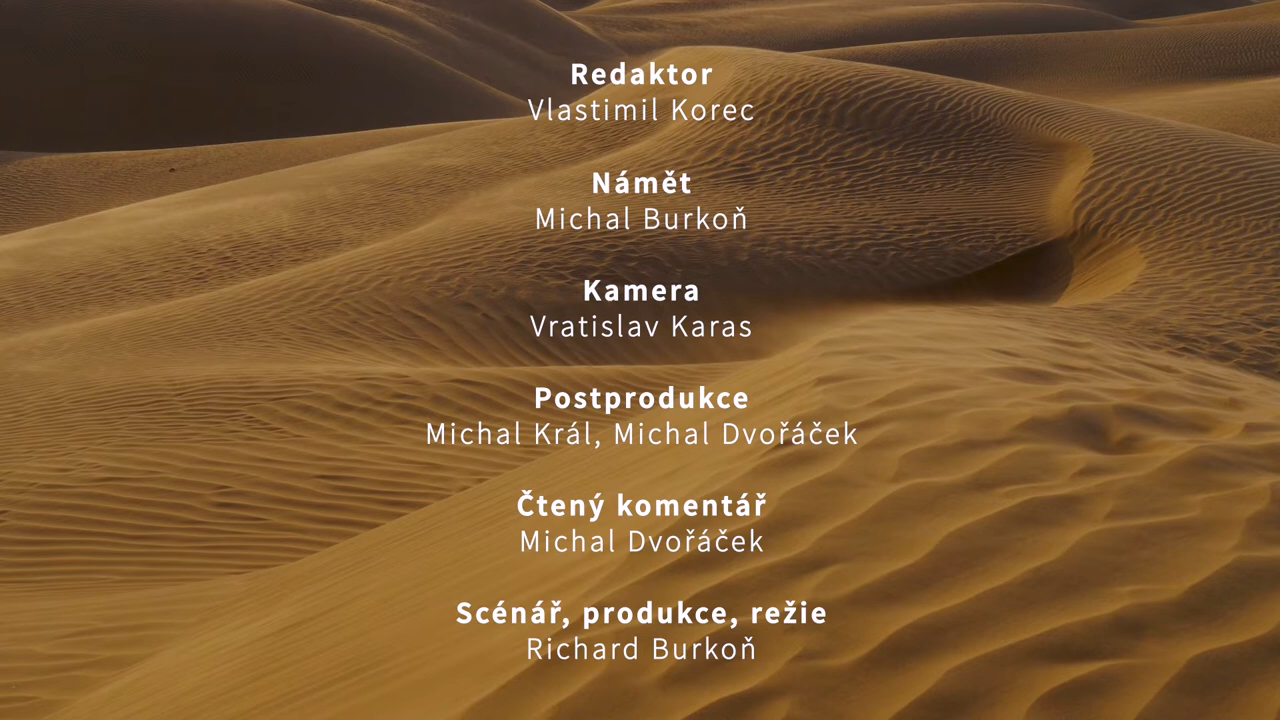 Redaktor
Vlastimil Korec
Námět
Michal Burkoň
Kamera
Vratislav Karas
Postprodukce
Michal Král, Michal Dvořáček
Čtený komentář
Michal Dvořáček
Scénář, produkce, režie
Richard Burkoň